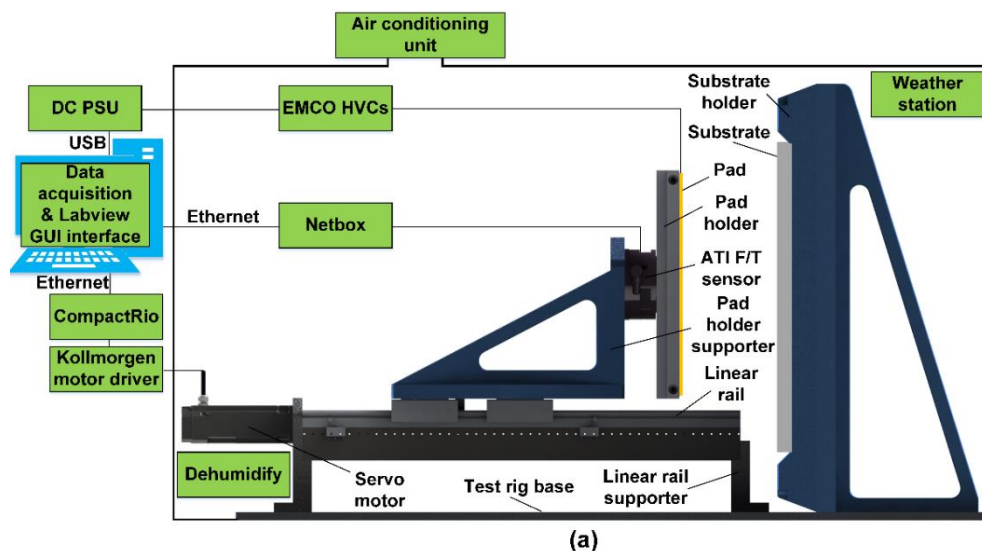 Air conditioning
unit
Substrate
holder
Weather
station
DC PSU
EMCO HVCs
USB
Substrate
Data
acquisition
& Labview
GUI interface
Pad
Pad
holder
Ethernet
Netbox
ATI F/T
sensor
Ethernet
CompactRio
Pad
holder
supporter
Kollmorgen
motor driver
Linear
rail
Dehumidify
Servo
motor
Test rig base
Linear rail
supporter
(a)